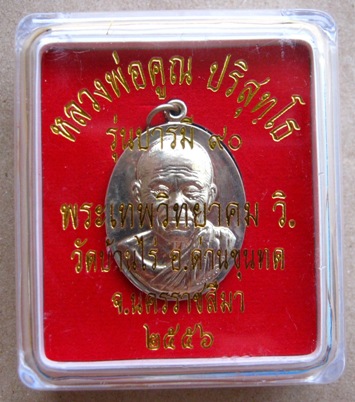 หลวงพ่อคูณ ปริสุทฺโธ
รุ่นบารมี ๙๐
พระเทพวิทยาคม วิ.
วัดบ้านไร่ อ.ด่านขุนทด
จ.นครราชสีมา
๒๕๕๖